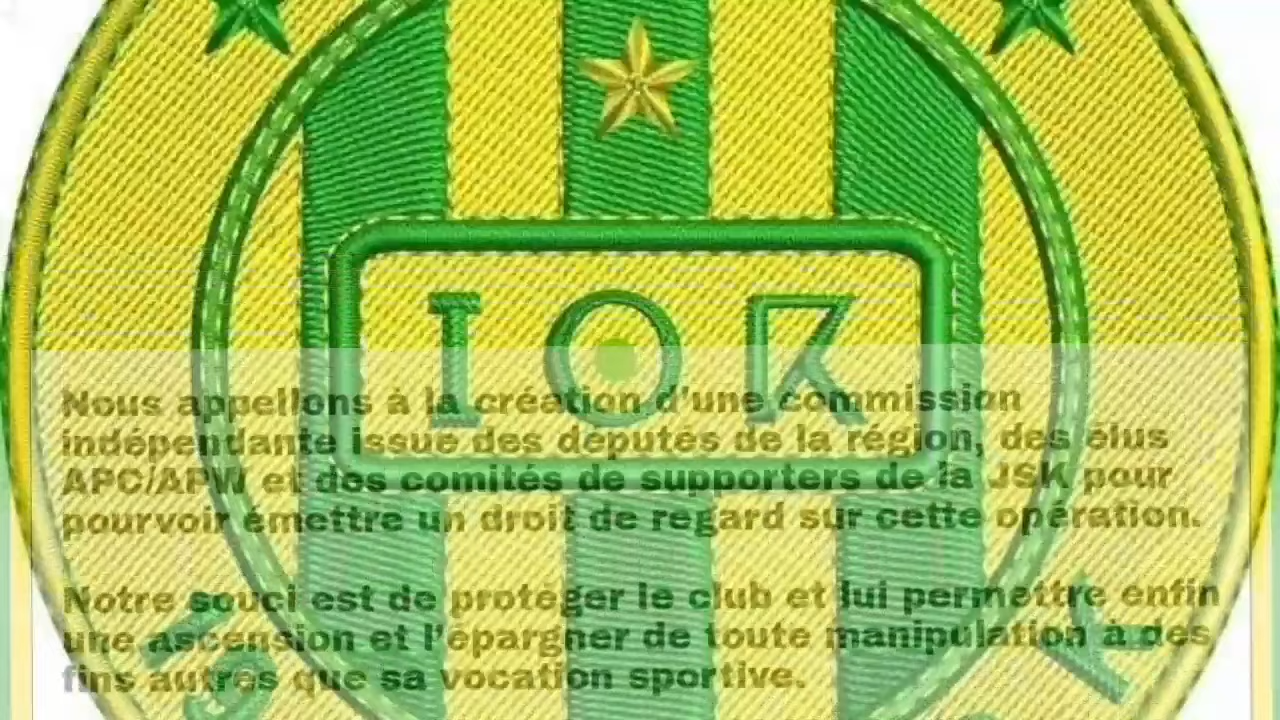 IOK
Nous appellons à la création d'une commission
indépendante issue des députés de la région, des élus
APC/APW et des comités de supporters de la JSK pour
pourvoir émettre un droit de regard sur cette opération.
Notre souci est de protéger le club et lui permettre enfin
une ascension et l'épargner de toute manipulation à des
fins autres que sa vocation sportive.